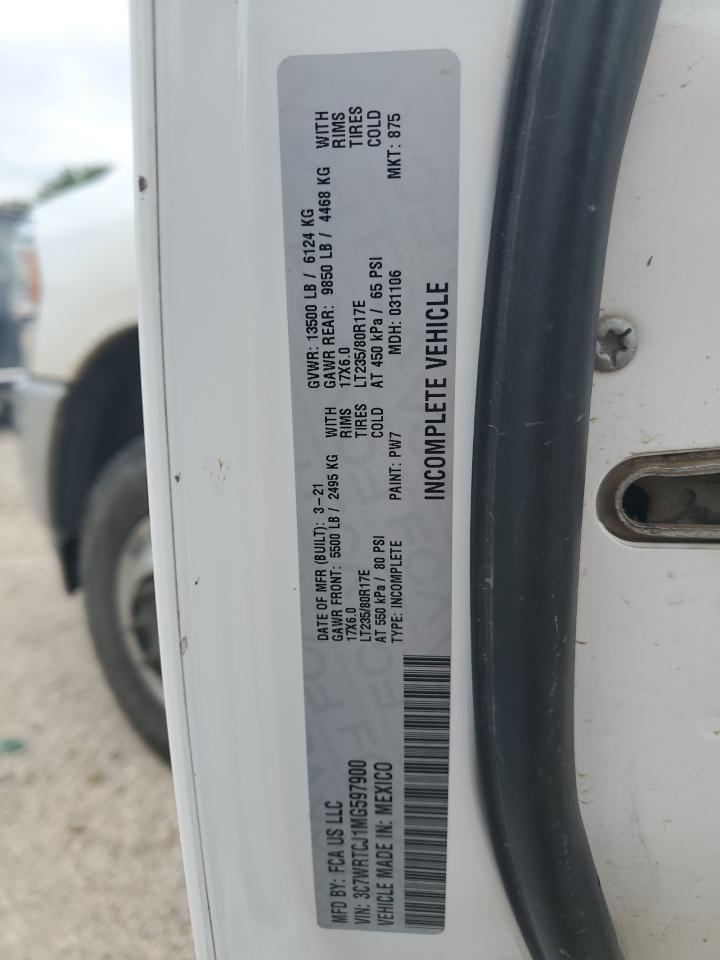 MFD BY: FCA US LLC
VIN: 3C7WRTCJ1MG597900
VEHICLE MADE IN: MEXICO
DATE OF MFR (BUILT): 3-21
GAWR FRONT: 5500 LB / 2495 KG WITH
17X6.0 RIMS
LT235/80R17E TIRES
AT 550 kPa / 80 PSI COLD
TYPE: INCOMPLETE PAINT: PW7
GVWR: 13500 LB / 6124 KG
GAWR REAR: 9850 LB / 4468 KG WITH
17X6.0 RIMS
LT235/80R17E TIRES
AT 450 kPa / 65 PSI COLD
MDH: 031106 MKT: 875
INCOMPLETE VEHICLE